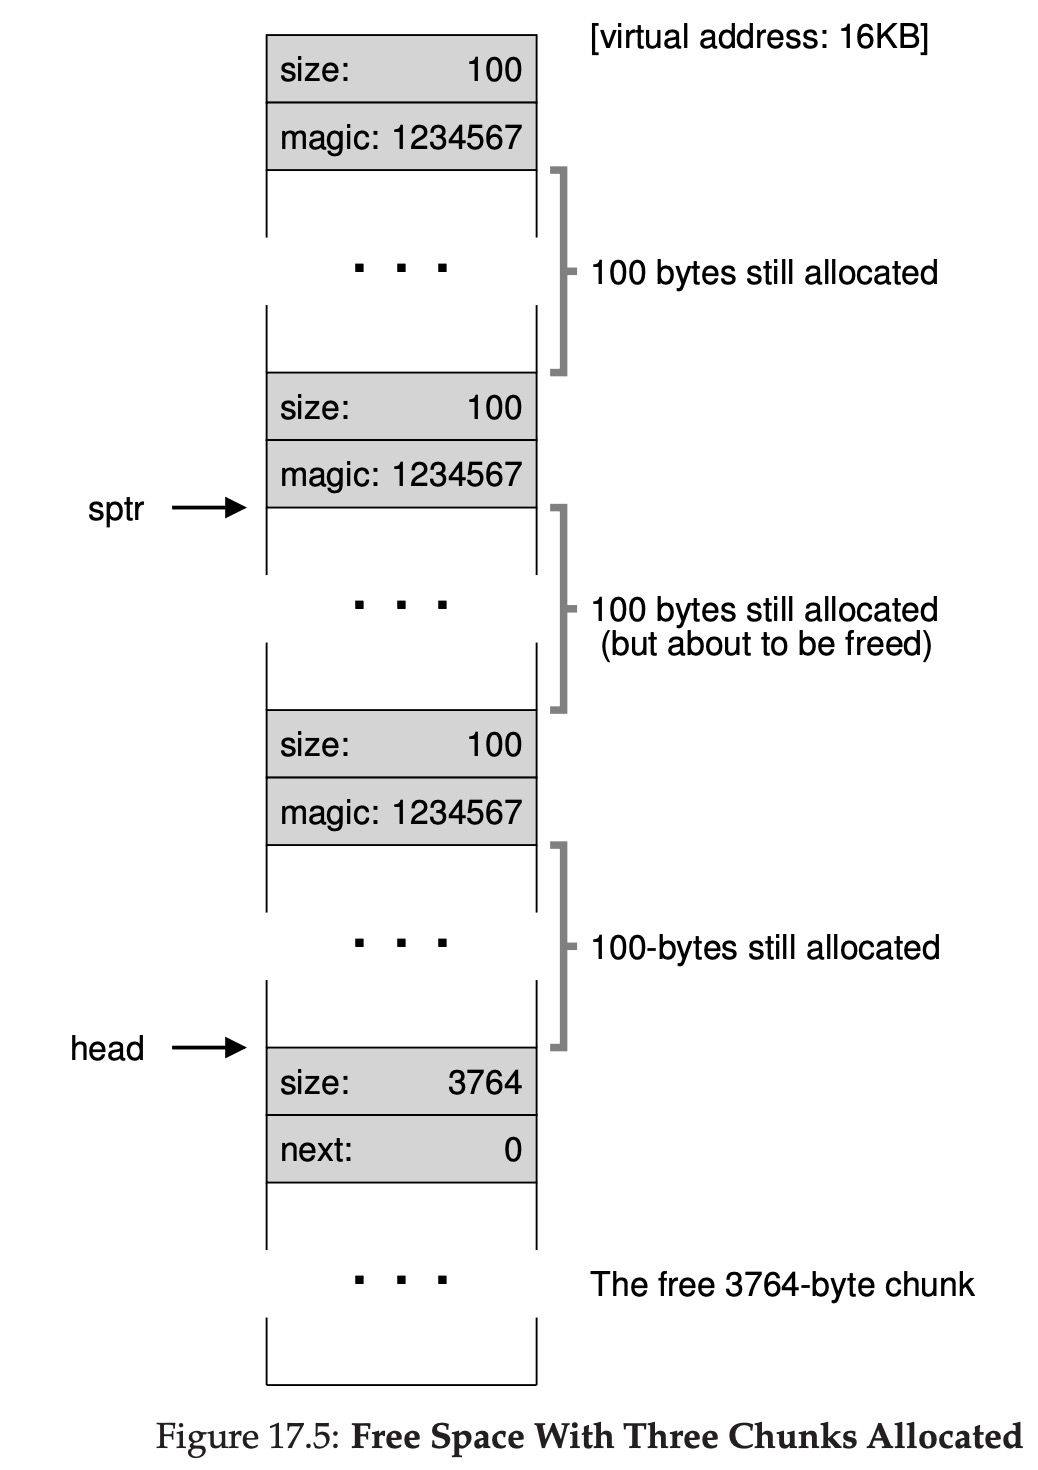 [virtual address: 16KB]
size: 100
magic: 1234567
. . .
100 bytes still allocated
size: 100
magic: 1234567
sptr
. . .
100 bytes still allocated
(but about to be freed)
size: 100
magic: 1234567
. . .
100-bytes still allocated
head
size: 3764
next: 0
. . .
The free 3764-byte chunk
Figure 17.5: Free Space With Three Chunks Allocated